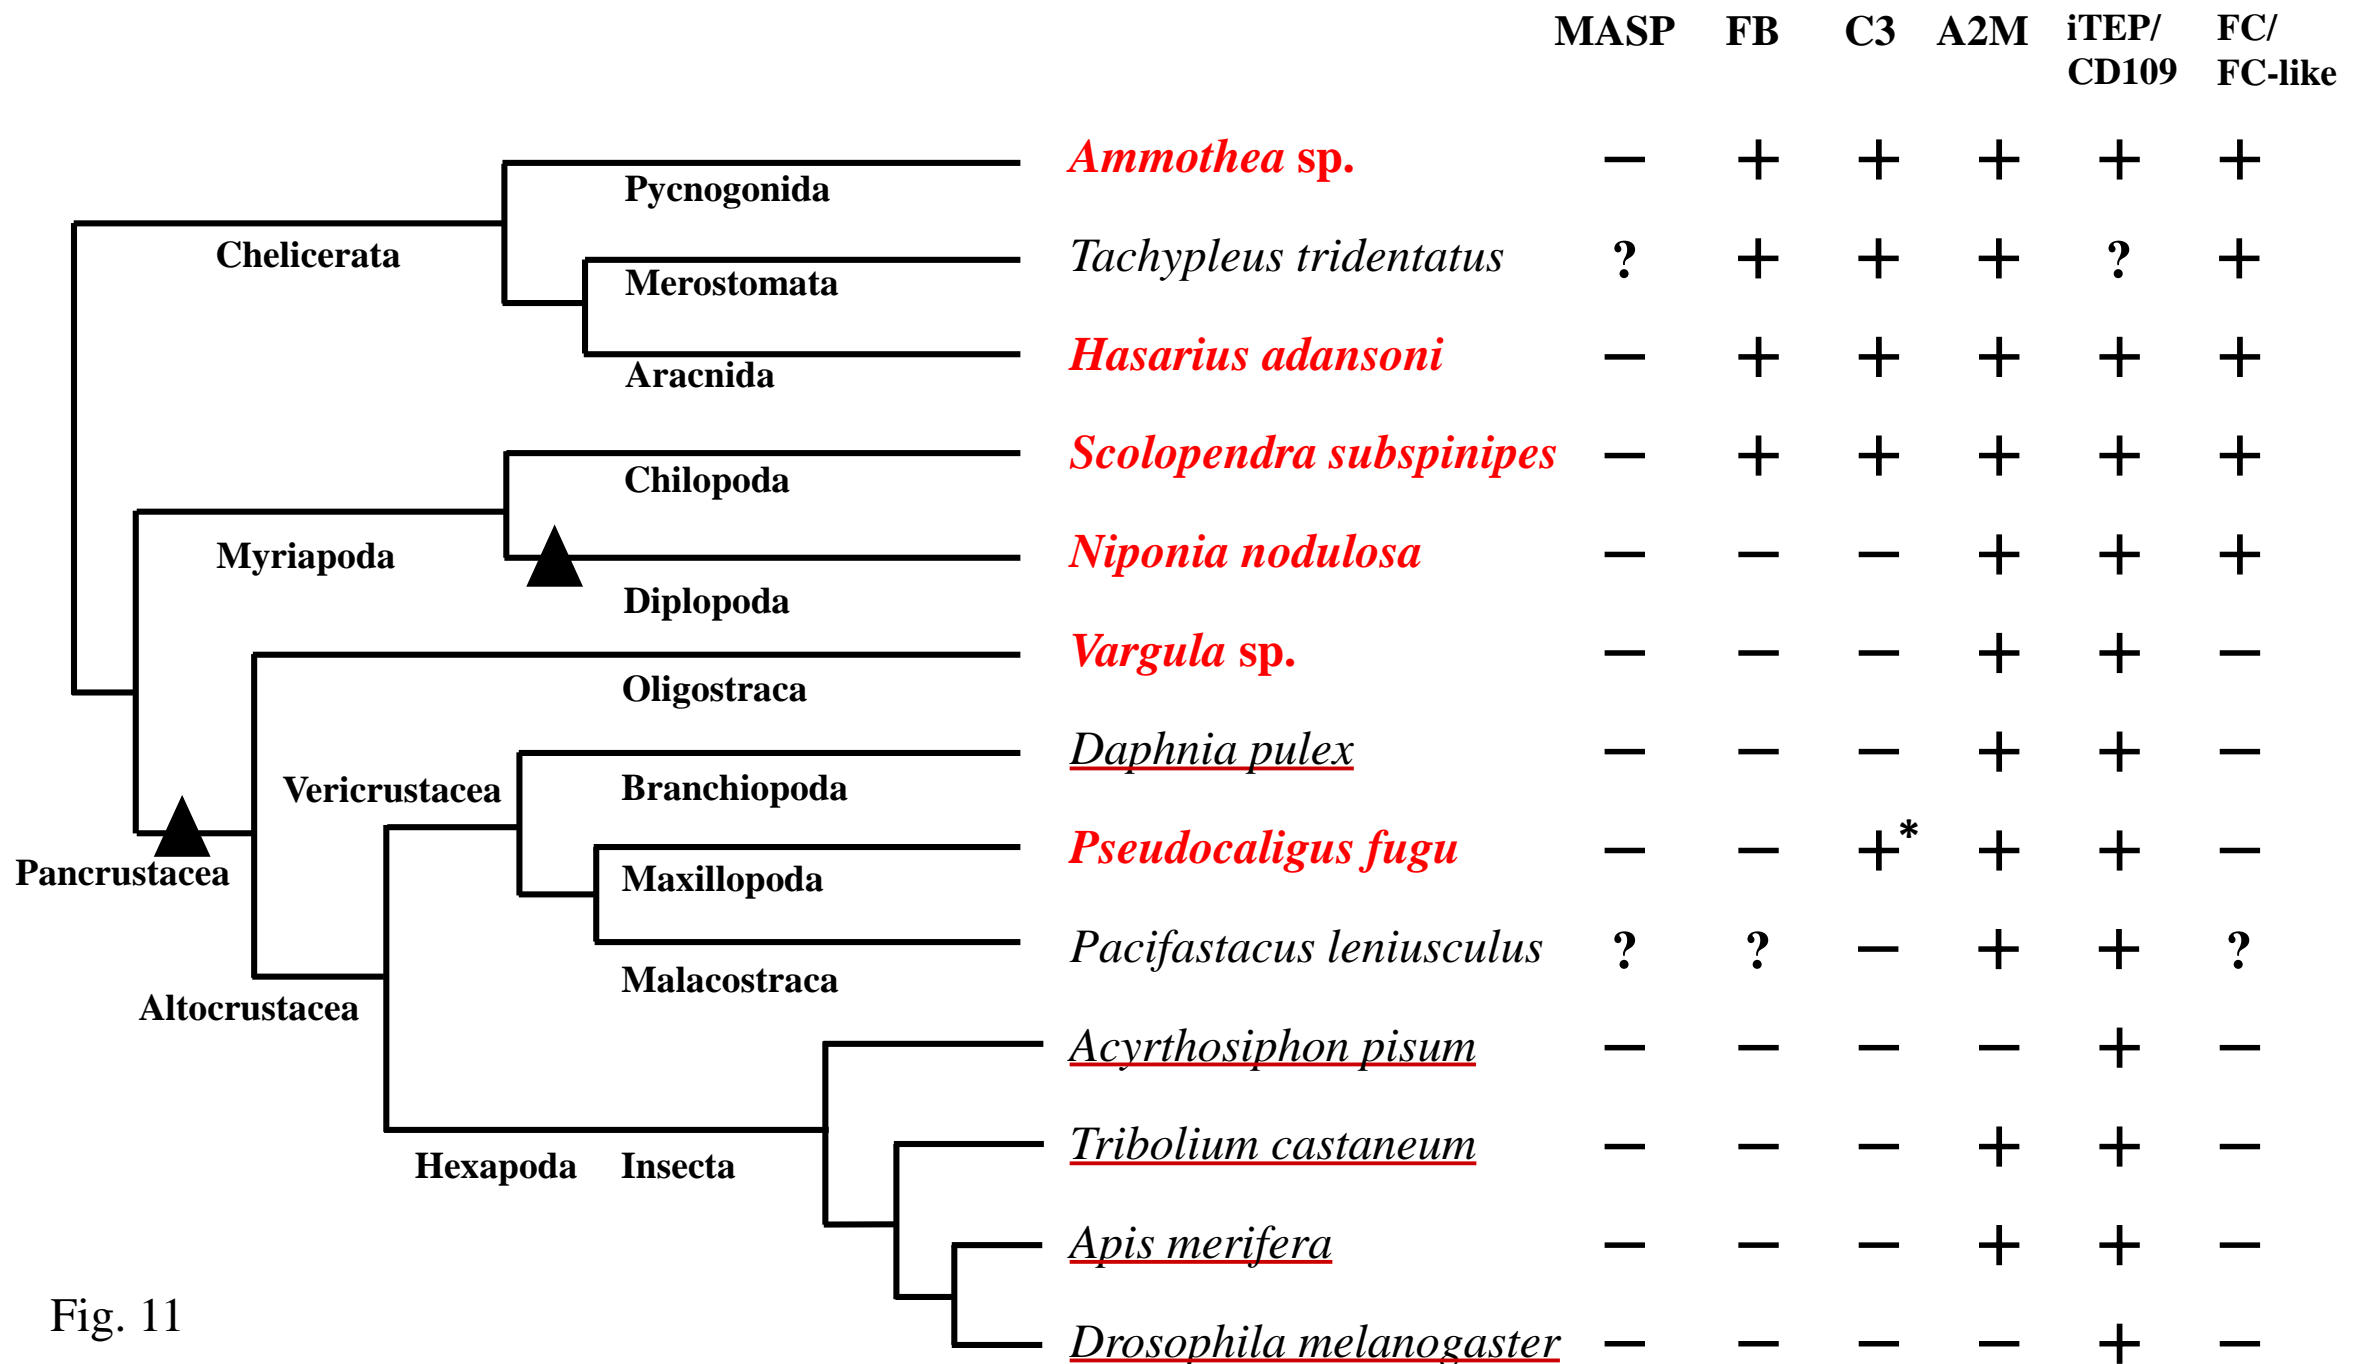 MASP FB C3 A2M iTEP/ FC/
CD109 FC-like
Ammothea sp. − + + + + +
Pycnogonida
Chelicerata
Tachypleus tridentatus ? + + + ? +
Merostomata
Hasarius adansoni − + + + + +
Aracnida
Scolopendra subspinipes − + + + + +
Chilopoda
Myriapoda
Niponia nodulosa − − − + + +
Diplopoda
Vargula sp. − − − + + −
Oligostraca
Daphnia pulex − − − + + −
Vericrustacea
Branchiopoda
Pseudocaligus fugu − − +* + + −
Pancrustacea
Maxillopoda
Pacifastacus leniusculus ? ? − + + ?
Malacostraca
Altocrustacea
Acyrthosiphon pisum − − − − + −
Tribolium castaneum − − − + + −
Hexapoda Insecta
Apis merifera − − − + + −
Fig. 11
Drosophila melanogaster − − − − + −